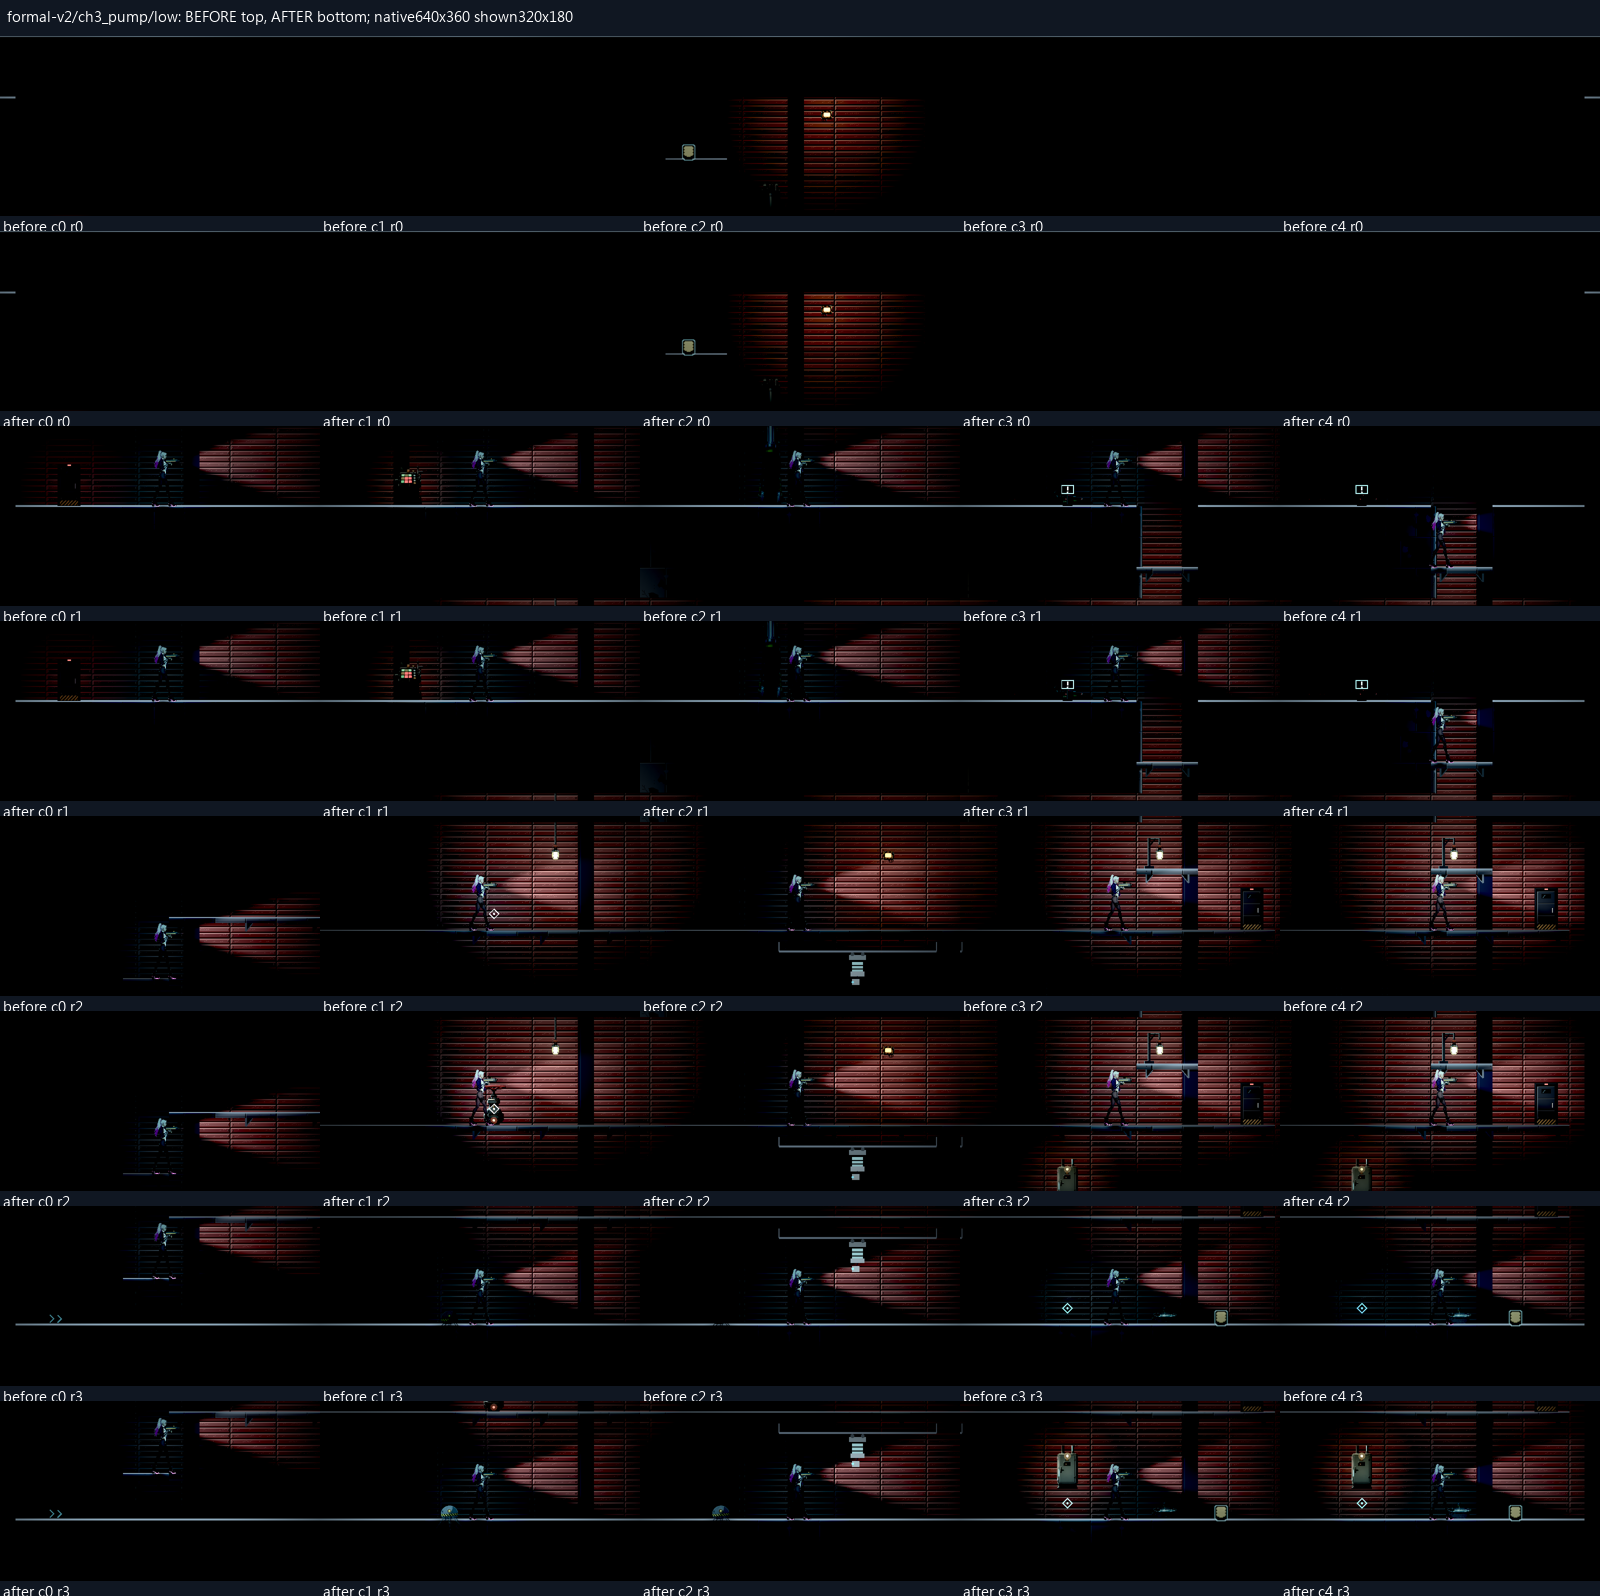 formal-v2/ch3_pump/low: BEFORE top, AFTER bottom; native640x360 shown320x180
before c0 r0 before c1 r0 before c2 r0 before c3 r0 before c4 r0
after c0 r0 after c1 r0 after c2 r0 after c3 r0 after c4 r0
before c0 r1 before c1 r1 before c2 r1 before c3 r1 before c4 r1
after c0 r1 after c1 r1 after c2 r1 after c3 r1 after c4 r1
before c0 r2 before c1 r2 before c2 r2 before c3 r2 before c4 r2
after c0 r2 after c1 r2 after c2 r2 after c3 r2 after c4 r2
before c0 r3 before c1 r3 before c2 r3 before c3 r3 before c4 r3
after c0 r3 after c1 r3 after c2 r3 after c3 r3 after c4 r3